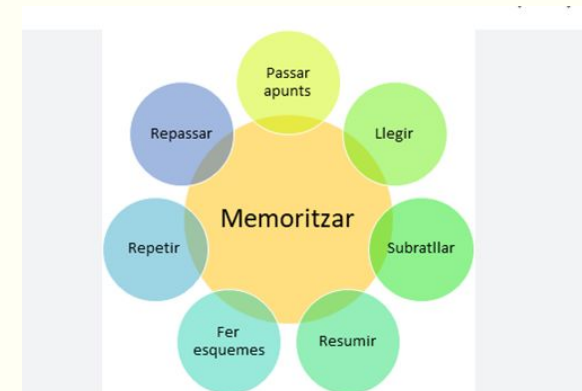 Passar
apunts
Repassar
Llegir
Memoritzar
Repetir
Subratllar
Fer
esquemes
Resumir